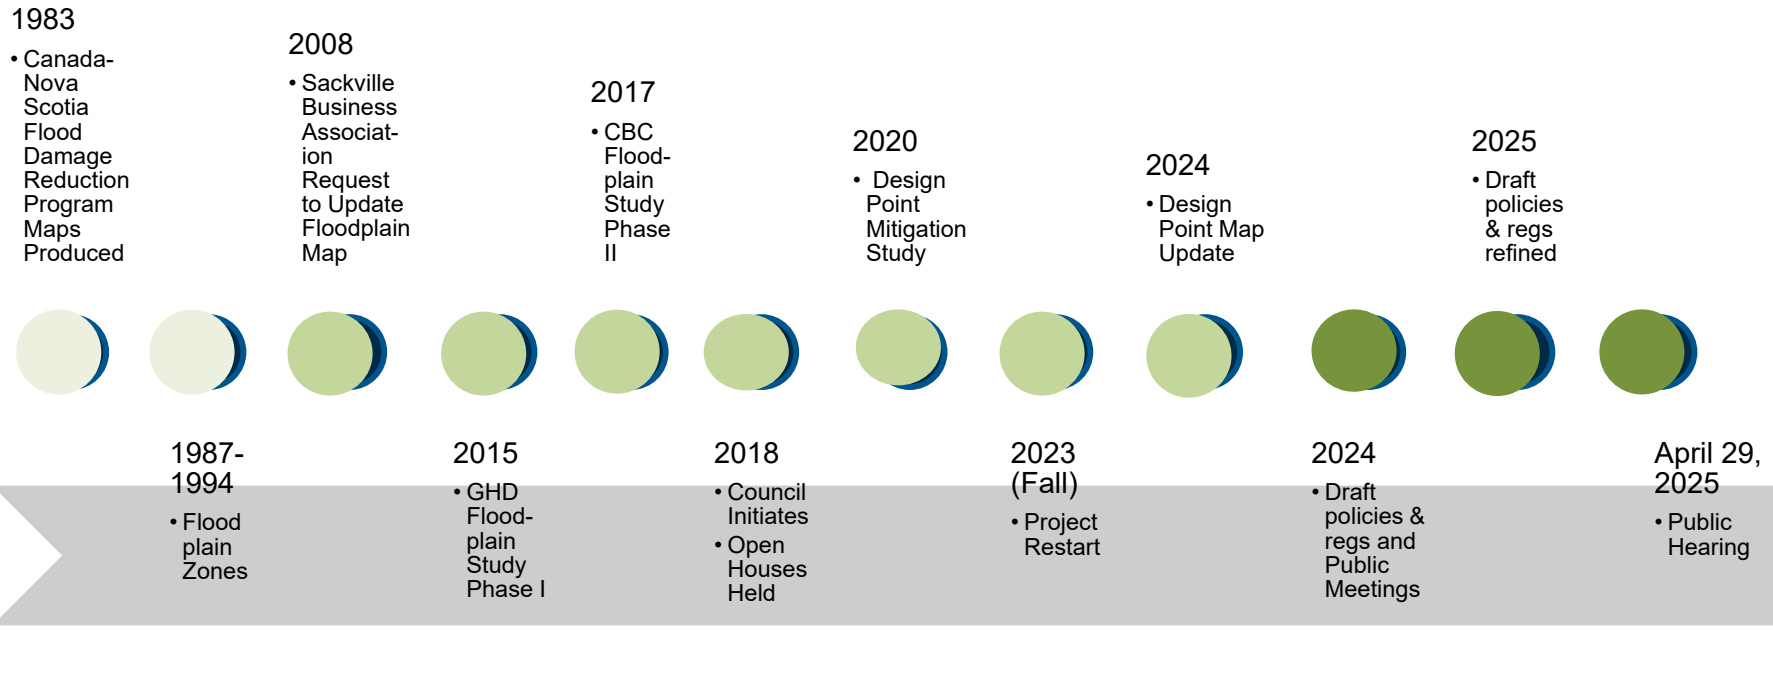 1983
• Canada-
Nova
Scotia
Flood
Damage
Reduction
Program
Maps
Produced
1987-
1994
• Flood
plain
Zones
2008
• Sackville
Business
Associat-
ion
Request
to Update
Floodplain
Map
2015
• GHD
Flood-
plain
Study
Phase I
2017
• CBC
Flood-
plain
Study
Phase
II
2018
• Council
Initiates
• Open
Houses
Held
2020
• Design
Point
Mitigation
Study
2023
(Fall)
• Project
Restart
2024
• Design
Point Map
Update
2024
• Draft
policies &
regs and
Public
Meetings
2025
• Draft
policies
& regs
refined
April 29,
2025
• Public
Hearing